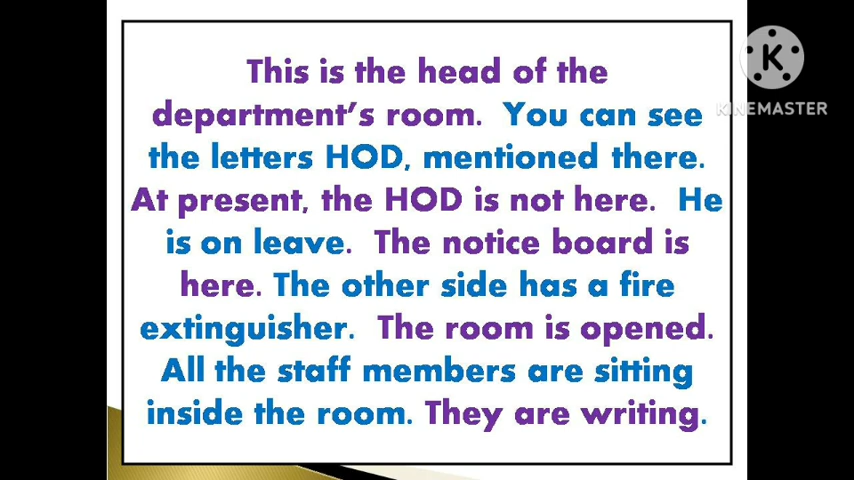 This is the head of the
department's room. You can see
the letters HOD, mentioned there.
At present, the HOD is not here. He
is on leave. The notice board is
here. The other side has a fire
extinguisher. The room is opened.
All the staff members are sitting
inside the room. They are writing.
K
KINEMASTER